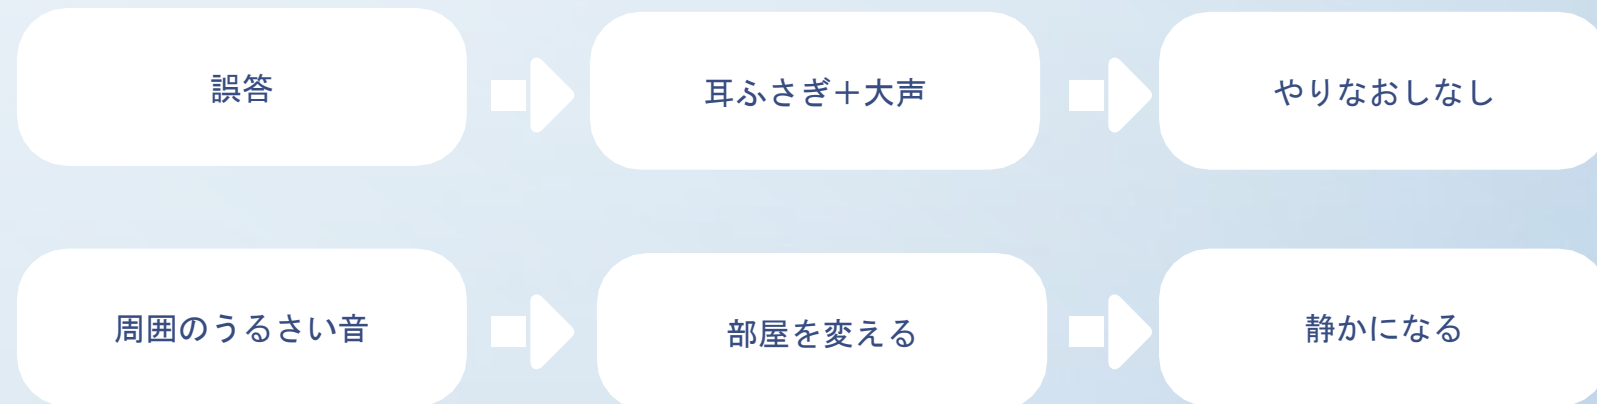 誤答
耳ふさぎ＋大声
やりなおしなし
周囲のうるさい音
部屋を変える
静かになる